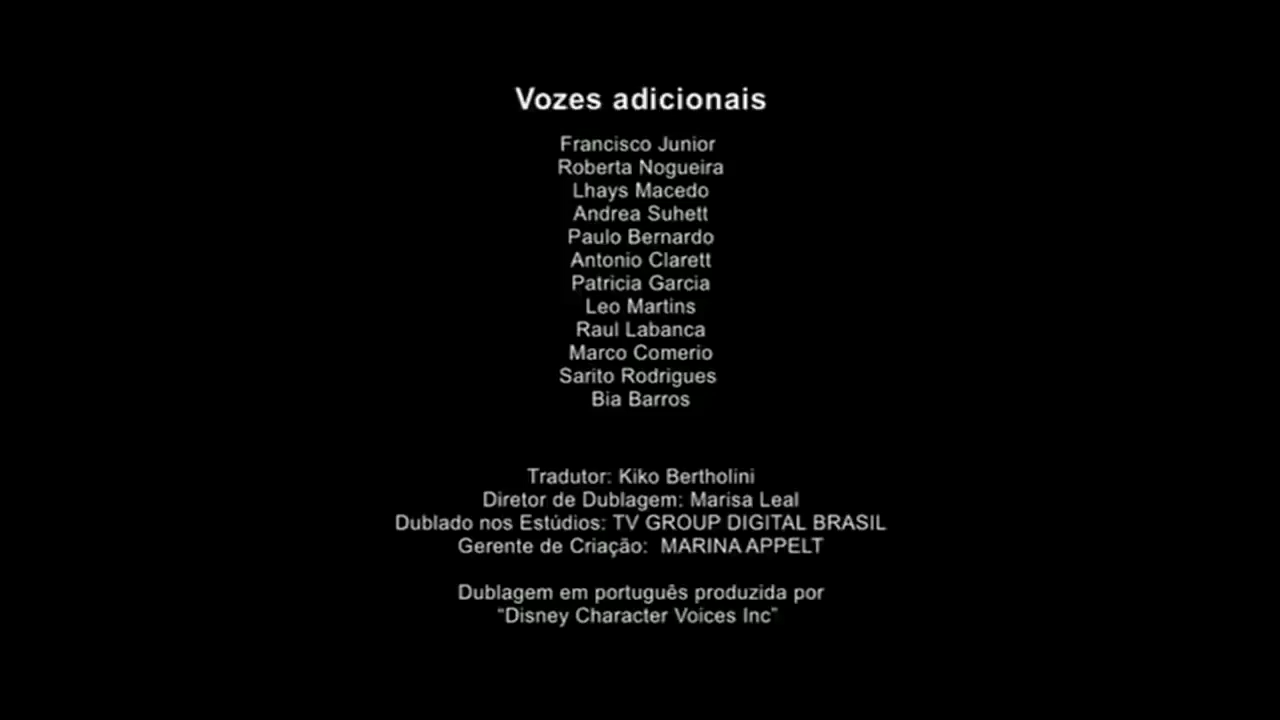 Vozes adicionais
Francisco Junior
Roberta Nogueira
Lhays Macedo
Andrea Suhett
Paulo Bernardo
Antonio Clarett
Patricia Garcia
Leo Martins
Raul Labanca
Marco Comerio
Sarito Rodrigues
Bia Barros
Tradutor: Kiko Bertholini
Diretor de Dublagem: Marisa Leal
Dublado nos Estúdios: TV GROUP DIGITAL BRASIL
Gerente de Criação: MARINA APPELT
Dublagem em português produzida por
“Disney Character Voices Inc”